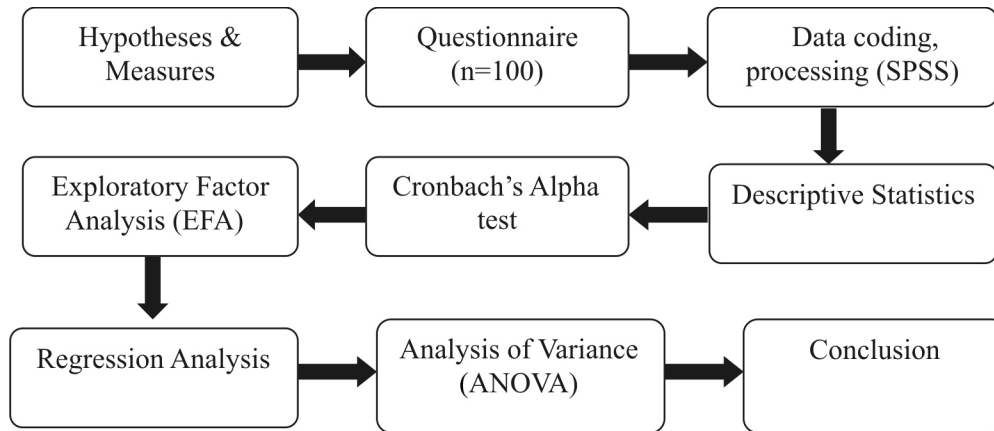 Hypotheses &
Measures
Questionnaire
(n=100)
Data coding,
processing (SPSS)
Descriptive Statistics
Cronbach’s Alpha
test
Exploratory Factor
Analysis (EFA)
Regression Analysis
Analysis of Variance
(ANOVA)
Conclusion